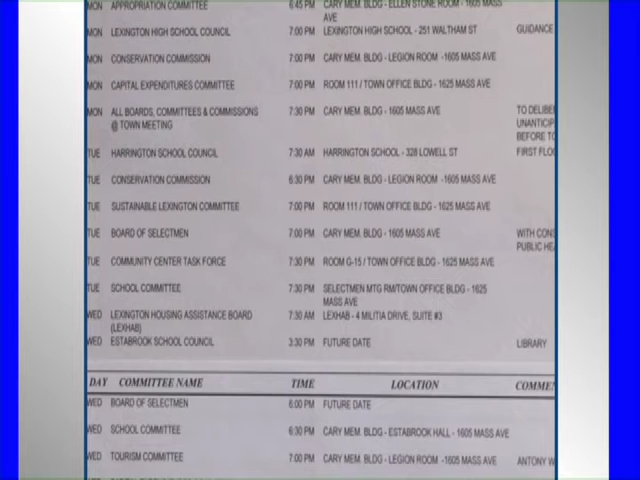 MON APPROPRIATION COMMITTEE 6:45 PM CARY MEM. BLDG - ELLEN STONE ROOM - 1605 MASS
AVE
MON LEXINGTON HIGH SCHOOL COUNCIL 7:00 PM LEXINGTON HIGH SCHOOL - 251 WALTHAM ST GUIDANCE
MON CONSERVATION COMMISSION 7:00 PM CARY MEM. BLDG - LEGION ROOM -1605 MASS AVE
MON CAPITAL EXPENDITURES COMMITTEE 7:00 PM ROOM 111 / TOWN OFFICE BLDG - 1625 MASS AVE
MON ALL BOARDS, COMMITTEES & COMMISSIONS 7:30 PM CARY MEM. BLDG - 1605 MASS AVE TO DELIBE
@ TOWN MEETING UNANTICIP
BEFORE TO
TUE HARRINGTON SCHOOL COUNCIL 7:30 AM HARRINGTON SCHOOL - 328 LOWELL ST FIRST FLO
TUE CONSERVATION COMMISSION 6:30 PM CARY MEM. BLDG - LEGION ROOM -1605 MASS AVE
TUE SUSTAINABLE LEXINGTON COMMITTEE 7:00 PM ROOM 111 / TOWN OFFICE BLDG - 1625 MASS AVE
TUE BOARD OF SELECTMEN 7:00 PM CARY MEM. BLDG - 1605 MASS AVE WITH CONS
PUBLIC HEA
TUE COMMUNITY CENTER TASK FORCE 7:30 PM ROOM G-15 / TOWN OFFICE BLDG - 1625 MASS AVE
TUE SCHOOL COMMITTEE 7:30 PM SELECTMEN MTG RM/TOWN OFFICE BLDG - 1625
MASS AVE
WED LEXINGTON HOUSING ASSISTANCE BOARD 7:30 AM LEXHAB - 4 MILITIA DRIVE, SUITE #3
(LEXHAB)
WED ESTABROOK SCHOOL COUNCIL 3:30 PM FUTURE DATE LIBRARY
DAY COMMITTEE NAME TIME LOCATION COMME
WED BOARD OF SELECTMEN 6:00 PM FUTURE DATE
WED SCHOOL COMMITTEE 6:30 PM CARY MEM. BLDG - ESTABROOK HALL - 1605 MASS AVE
WED TOURISM COMMITTEE 7:00 PM CARY MEM. BLDG - LEGION ROOM -1605 MASS AVE ANTONY W